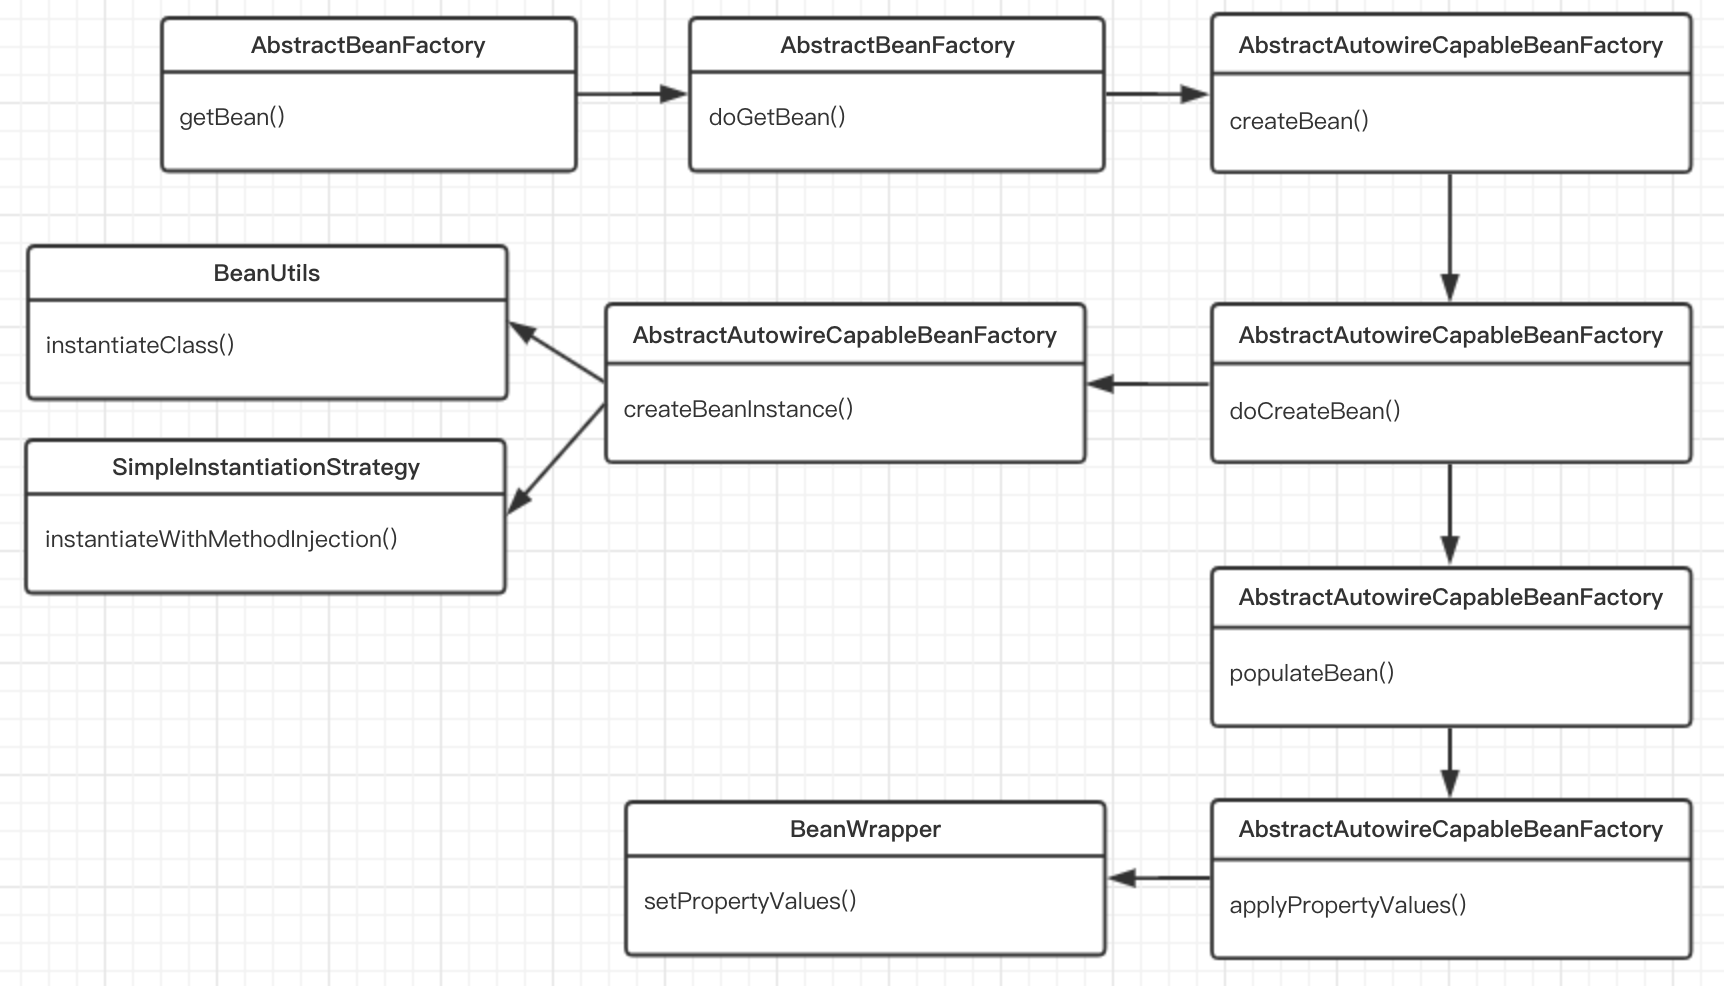 AbstractBeanFactory
getBean()
AbstractBeanFactory
doGetBean()
AbstractAutowireCapableBeanFactory
createBean()
BeanUtils
instantiateClass()
AbstractAutowireCapableBeanFactory
createBeanInstance()
AbstractAutowireCapableBeanFactory
doCreateBean()
SimpleInstantiationStrategy
instantiateWithMethodInjection()
AbstractAutowireCapableBeanFactory
populateBean()
BeanWrapper
setPropertyValues()
AbstractAutowireCapableBeanFactory
applyPropertyValues()